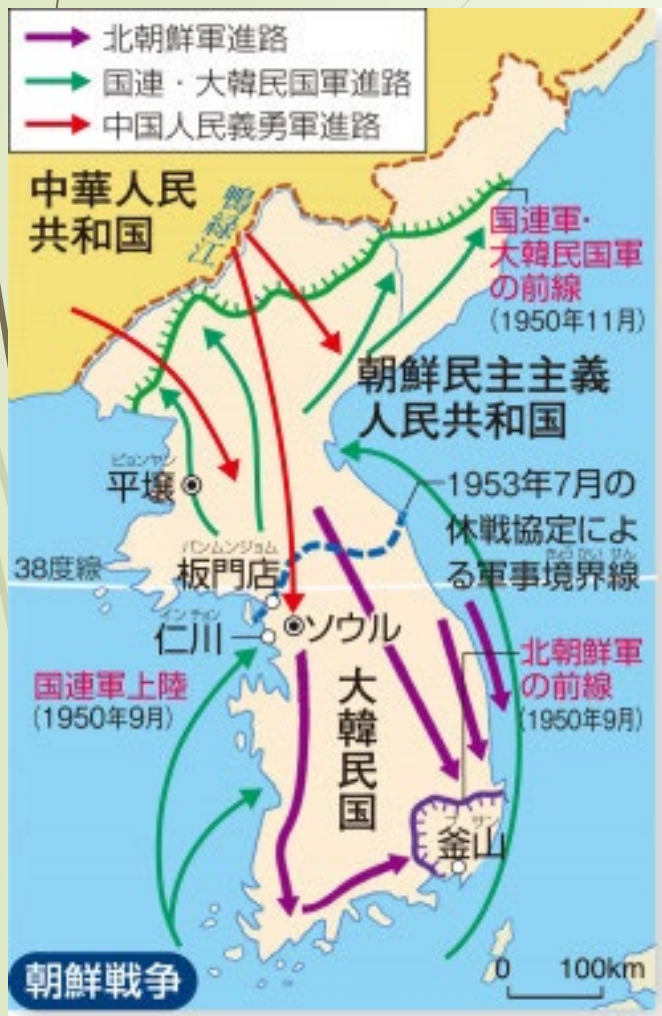 北朝鮮軍進路
国連・大韓民国軍進路
中国人民義勇軍進路
中華人民
共和国
鴨緑江
国連軍・
大韓民国軍
の前線
(1950年11月)
朝鮮民主主義
人民共和国
ピョンヤン
平壌
1953年7月の
休戦協定によ
きょうかいせん
る軍事境界線
パンムンジョム
板門店
38度線
インチョン
仁川
ソウル
国連軍上陸
(1950年9月)
大韓民国
北朝鮮軍
の前線
(1950年9月)
プサン
釜山
朝鮮戦争
0 100km